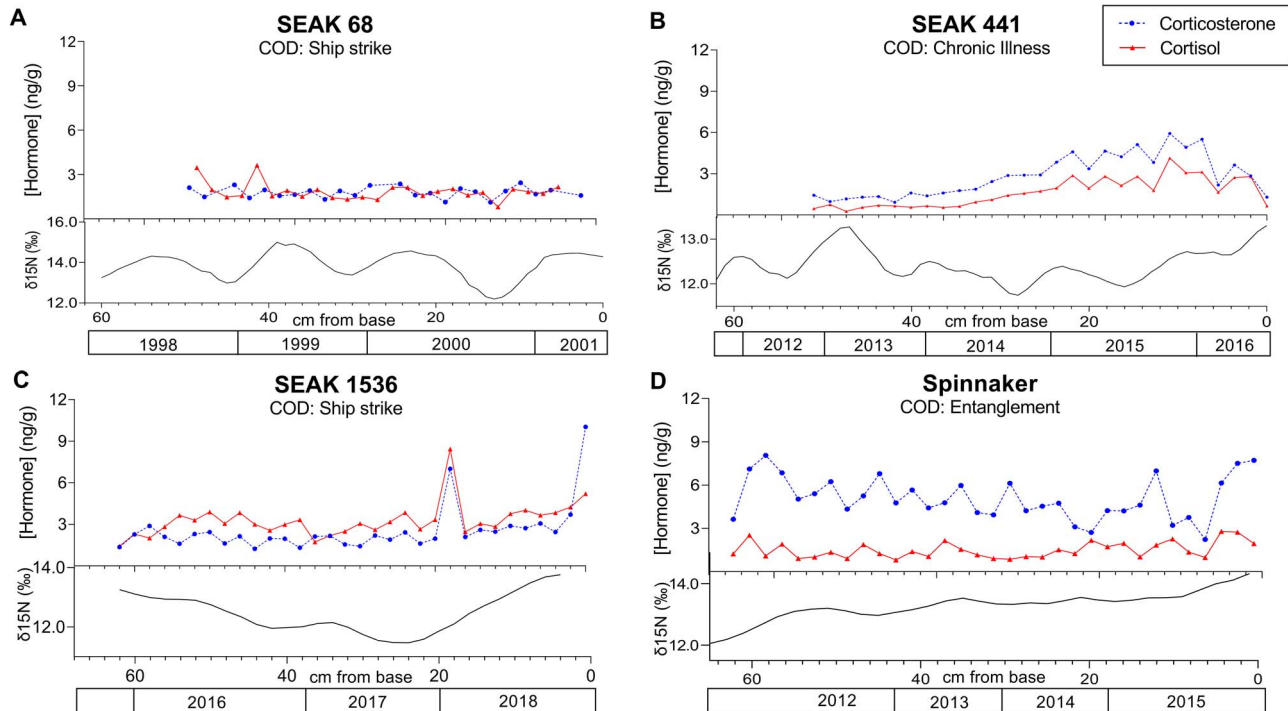 A
SEAK 68
COD: Ship strike
[Hormone] (ng/g)
12
9
6
3
δ15N (‰)
16.0
14.0
12.0
60
40
cm from base
20
0
1998
1999
2000
2001
B
SEAK 441
COD: Chronic Illness
Corticosterone
Cortisol
[Hormone] (ng/g)
12
9
6
3
δ15N (‰)
13.0
12.0
60
40
cm from base
20
0
2012
2013
2014
2015
2016
C
SEAK 1536
COD: Ship strike
[Hormone] (ng/g)
12
9
6
3
δ15N (‰)
14.0
12.0
60
40
cm from base
20
0
2016
2017
2018
D
Spinnaker
COD: Entanglement
[Hormone] (ng/g)
12
9
6
3
δ15N (‰)
14.0
12.0
60
40
cm from base
20
0
2012
2013
2014
2015